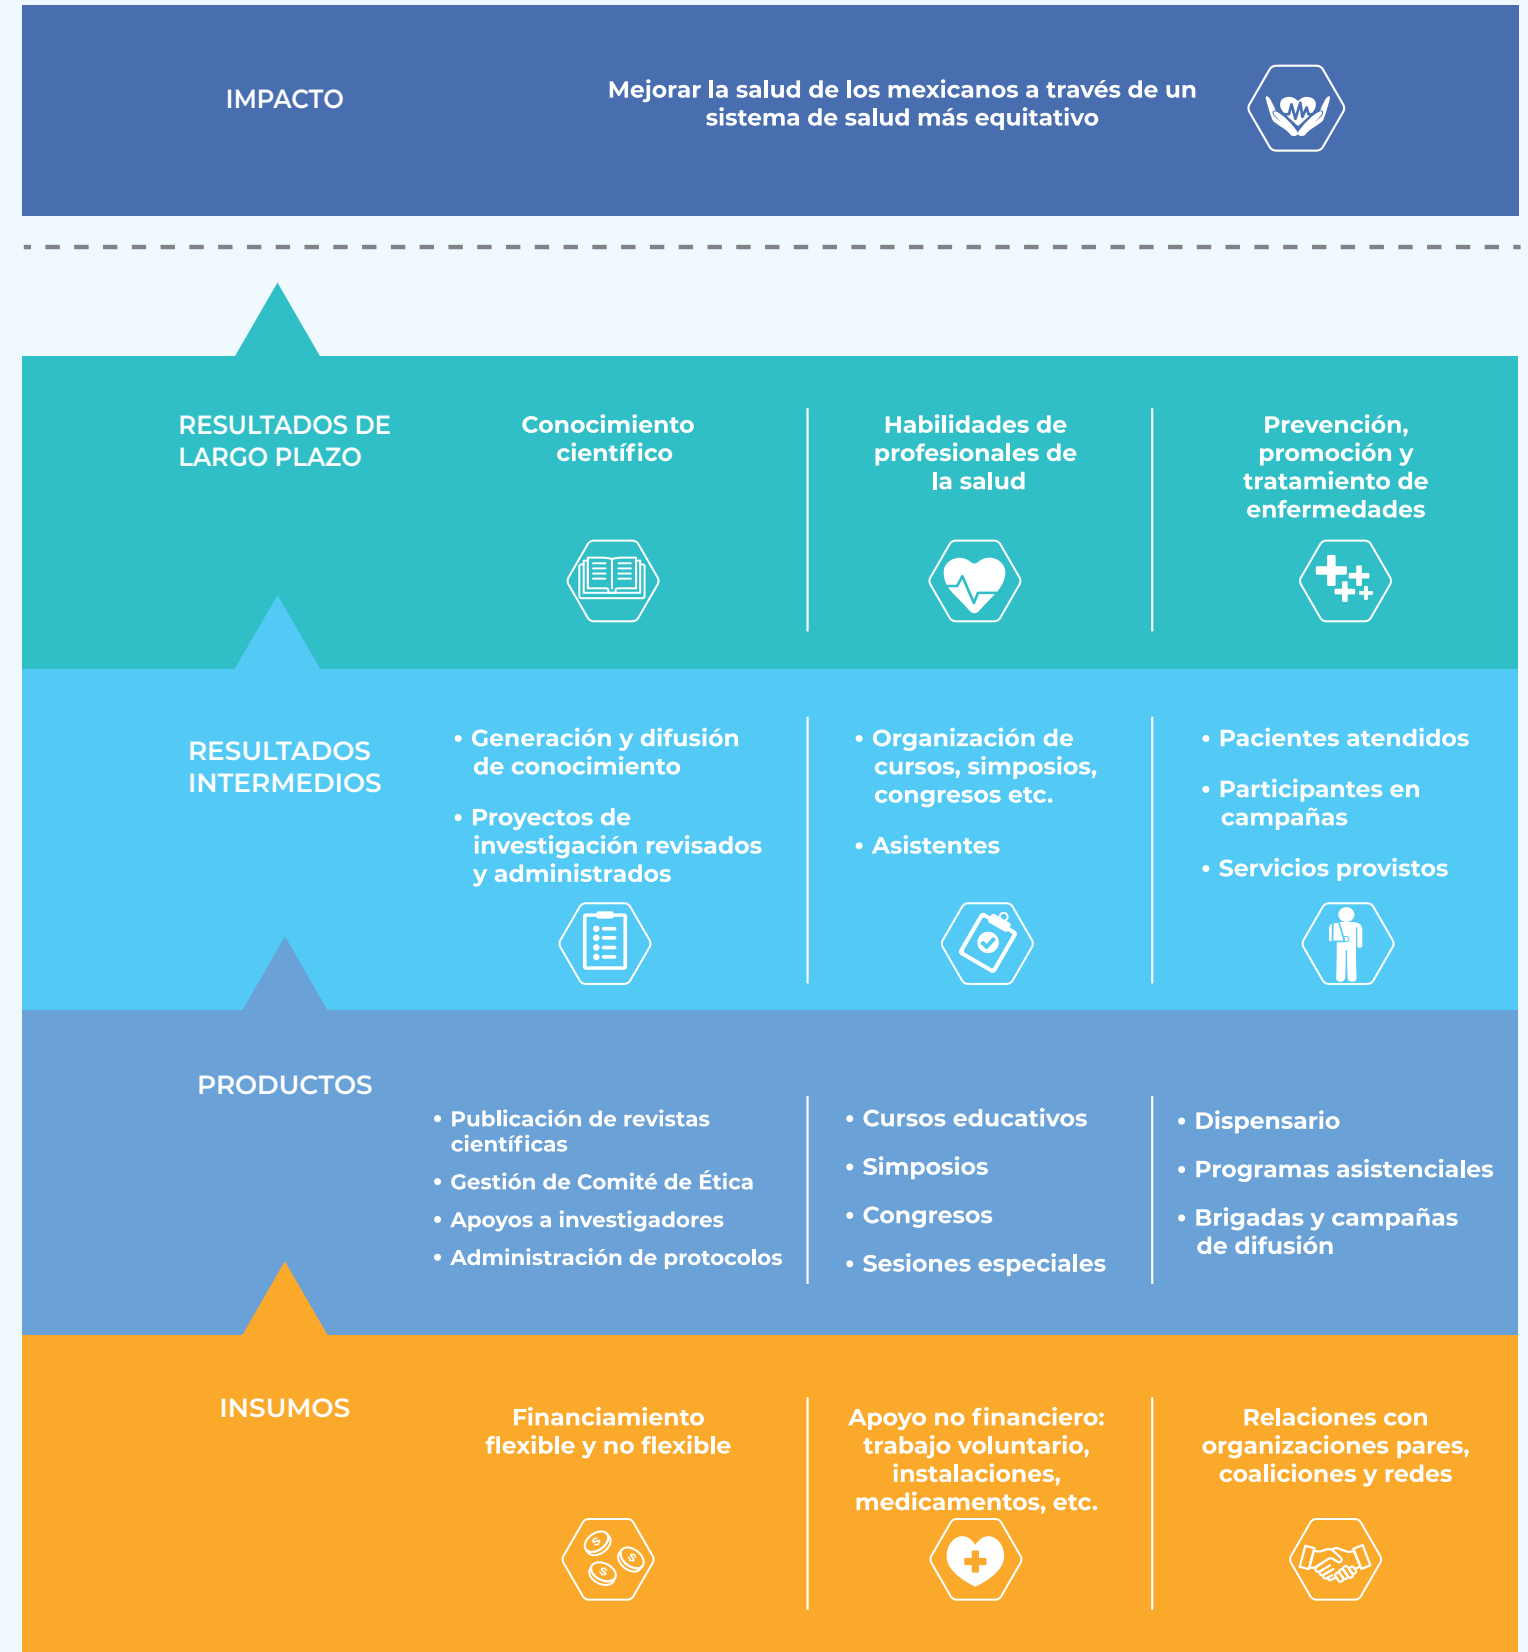 IMPACTO
Mejorar la salud de los mexicanos a través de un
sistema de salud más equitativo
RESULTADOS DE
LARGO PLAZO
Conocimiento
científico
Habilidades de
profesionales de
la salud
Prevención,
promoción y
tratamiento de
enfermedades
RESULTADOS
INTERMEDIOS
• Generación y difusión
de conocimiento
• Proyectos de
investigación revisados
y administrados
• Organización de
cursos, simposios,
congresos etc.
• Asistentes
• Pacientes atendidos
• Participantes en
campañas
• Servicios provistos
PRODUCTOS
• Publicación de revistas
científicas
• Gestión de Comité de Ética
• Apoyos a investigadores
• Administración de protocolos
• Cursos educativos
• Simposios
• Congresos
• Sesiones especiales
• Dispensario
• Programas asistenciales
• Brigadas y campañas
de difusión
INSUMOS
Financiamiento
flexible y no flexible
Apoyo no financiero:
trabajo voluntario,
instalaciones,
medicamentos, etc.
Relaciones con
organizaciones pares,
coaliciones y redes